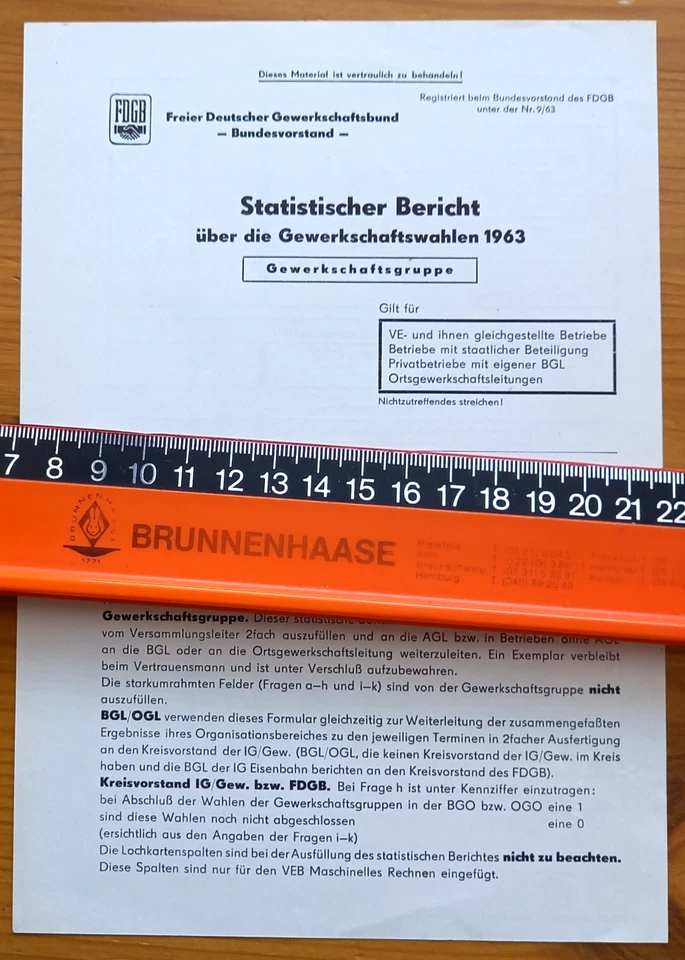 Dieses Material ist vertraulich zu behandeln!
Registriert beim Bundesvorstand des FDGB
unter der Nr. 9/63
FDGB
Freier Deutscher Gewerkschaftsbund
— Bundesvorstand —
Statistischer Bericht
über die Gewerkschaftswahlen 1963
Gewerkschaftsgruppe
Gilt für
VE- und ihnen gleichgestellte Betriebe
Betriebe mit staatlicher Beteiligung
Privatbetriebe mit eigener BGL
Ortsgewerkschaftsleitungen
Nichtzutreffendes streichen!
7 8 9 10 11 12 13 14 15 16 17 18 19 20 21 22
BRUNNENHAASE
BRUNNENHAASE
1771
Bielefeld
Köln
Braunschweig
Hamburg
Gewerkschaftsgruppe. Dieser
vom Versammlungsleiter 2fach auszufüllen und an die AGL bzw. in Betrieben ohne AGL
an die BGL oder an die Ortsgewerkschaftsleitung weiterzuleiten. Ein Exemplar verbleibt
beim Vertrauensmann und ist unter Verschluß aufzubewahren.
Die starkumrahmten Felder (Fragen a—h und i—k) sind von der Gewerkschaftsgruppe nicht
auszufüllen.
BGL/OGL verwenden dieses Formular gleichzeitig zur Weiterleitung der zusammengefaßten
Ergebnisse ihres Organisationsbereiches zu den jeweiligen Terminen in 2facher Ausfertigung
an den Kreisvorstand der IG/Gew. (BGL/OGL, die keinen Kreisvorstand der IG/Gew. im Kreis
haben und die BGL der IG Eisenbahn berichten an den Kreisvorstand des FDGB).
Kreisvorstand IG/Gew. bzw. FDGB. Bei Frage h ist unter Kennziffer einzutragen:
bei Abschluß der Wahlen der Gewerkschaftsgruppen in der BGO bzw. OGO eine 1
sind diese Wahlen noch nicht abgeschlossen eine 0
(ersichtlich aus den Angaben der Fragen i—k)
Die Lochkartenspalten sind bei der Ausfüllung des statistischen Berichtes nicht zu beachten.
Diese Spalten sind nur für den VEB Maschinelles Rechnen eingefügt.